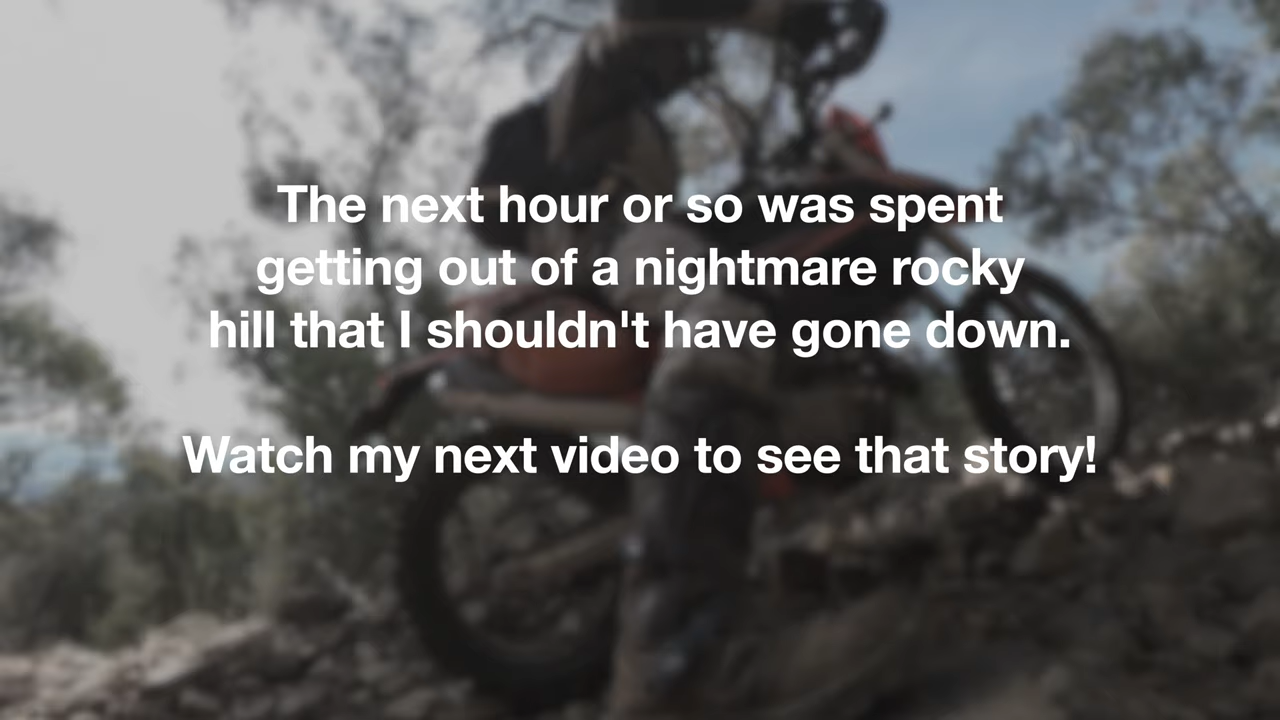 The next hour or so was spent
getting out of a nightmare rocky
hill that I shouldn't have gone down.
Watch my next video to see that story!